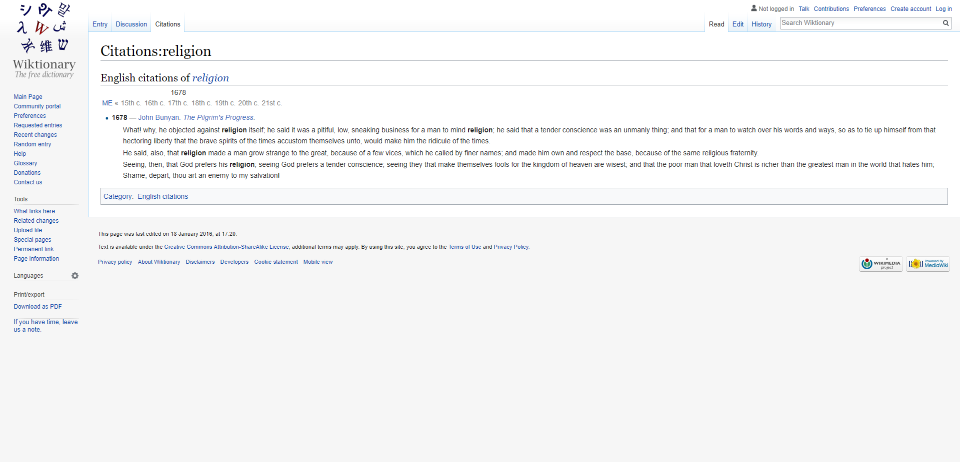 Not logged in Talk Contributions Preferences Create account Log in
Entry Discussion Citations Read Edit History Search Wiktionary
Wiktionary
The free dictionary
Main Page
Community portal
Preferences
Requested entries
Recent changes
Random entry
Help
Glossary
Donations
Contact us
Tools
What links here
Related changes
Upload file
Special pages
Permanent link
Page information
Languages
Print/export
Download as PDF
If you have time, leave
us a note.
Citations:religion
English citations of religion
1678
ME « 15th c. 16th c. 17th c. 18th c. 19th c. 20th c. 21st c.
1678 — John Bunyan. The Pilgrim's Progress.
What! why, he objected against religion itself; he said it was a pitiful, low, sneaking business for a man to mind religion; he said that a tender conscience was an unmanly thing; and that for a man to watch over his words and ways, so as to tie up himself from that
hectoring liberty that the brave spirits of the times accustom themselves unto, would make him the ridicule of the times.
He said, also, that religion made a man grow strange to the great, because of a few vices, which he called by finer names; and made him own and respect the base, because of the same religious fraternity.
Seeing, then, that God prefers his religion, seeing God prefers a tender conscience, seeing they that make themselves fools for the kingdom of heaven are wisest; and that the poor man that loveth Christ is richer than the greatest man in the world that hates him;
Shame, depart, thou art an enemy to my salvation!
Category: English citations
This page was last edited on 13 January 2016, at 17:20.
Text is available under the Creative Commons Attribution-ShareAlike License; additional terms may apply. By using this site, you agree to the Terms of Use and Privacy Policy.
Privacy policy About Wiktionary Disclaimers Developers Cookie statement Mobile view
WIKIMEDIA
project
Powered by
MediaWiki